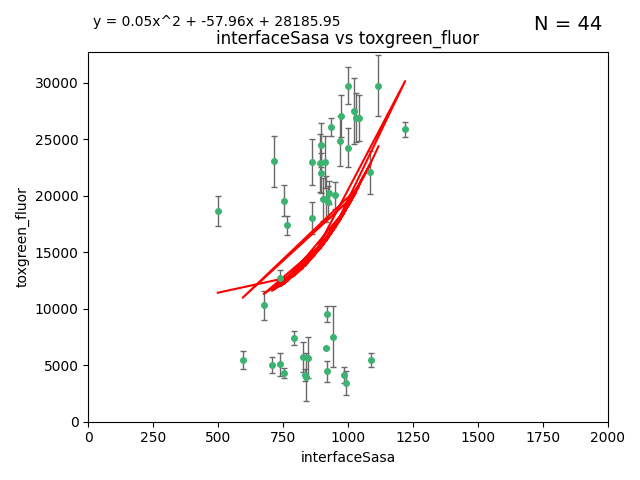 y = 0.05x^2 + -57.96x + 28185.95
N = 44
interfaceSasa vs toxgreen_fluor
30000
25000
20000
15000
10000
5000
0
toxgreen_fluor
0 250 500 750 1000 1250 1500 1750 2000
interfaceSasa